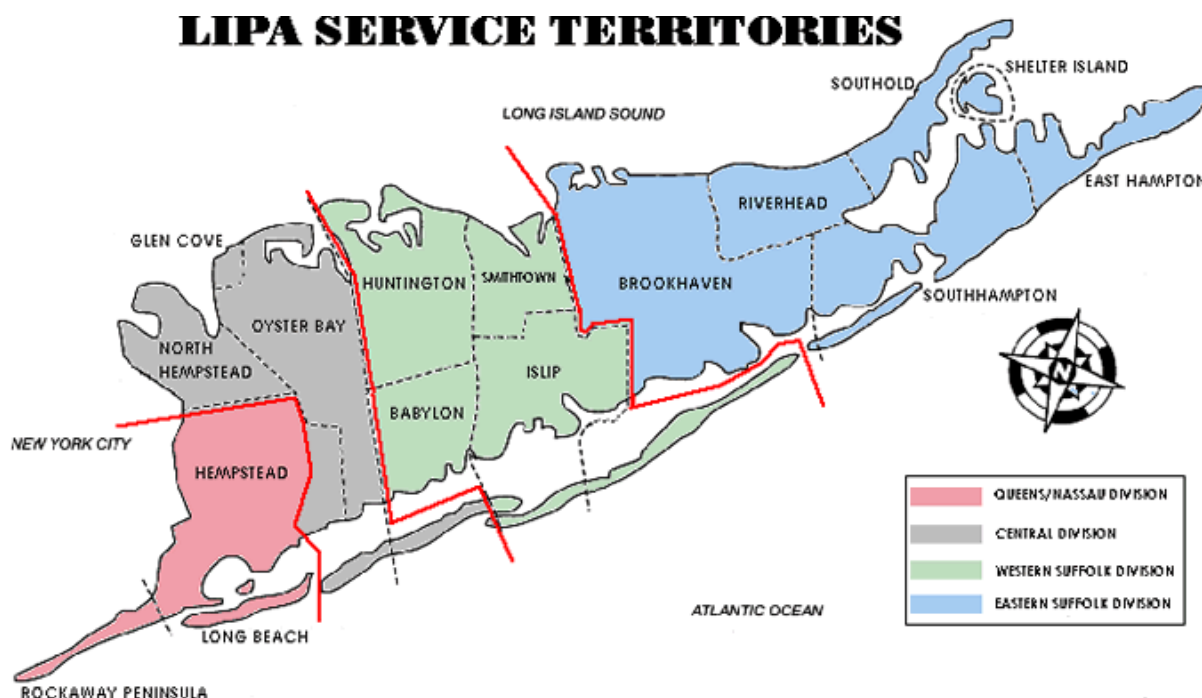 LIPA SERVICE TERRITORIES
SHELTER ISLAND
SOUTHOLD
LONG ISLAND SOUND
EAST HAMPTON
RIVERHEAD
GLEN COVE
HUNTINGTON
SMITHTOWN
BROOKHAVEN
SOUTHHAMPTON
OYSTER BAY
NORTH
HEMPSTEAD
ISLIP
N
BABYLON
NEW YORK CITY
HEMPSTEAD
QUEENS/NASSAU DIVISION
CENTRAL DIVISION
WESTERN SUFFOLK DIVISION
EASTERN SUFFOLK DIVISION
ATLANTIC OCEAN
LONG BEACH
ROCKAWAY PENINSULA